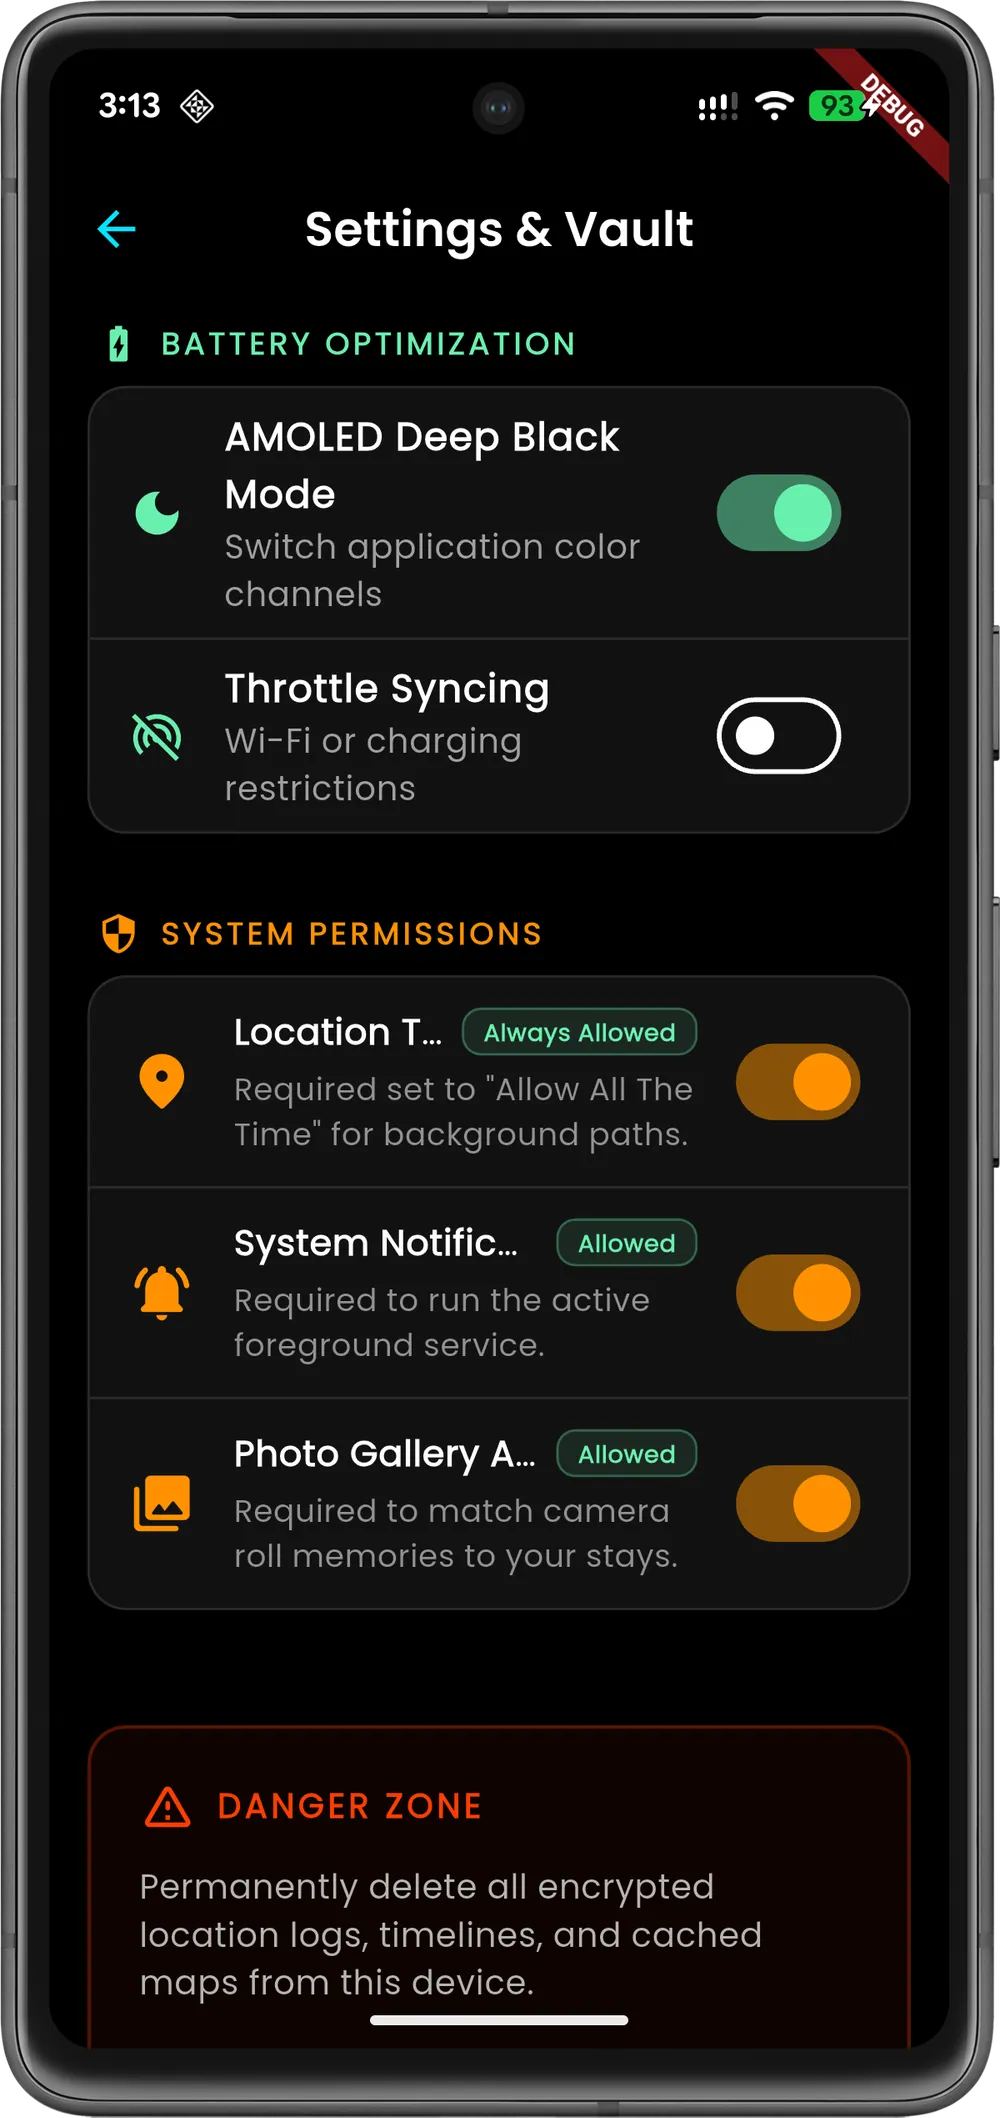 3:13
93
DEBUG
Settings & Vault
BATTERY OPTIMIZATION
AMOLED Deep Black
Mode
Switch application color
channels
Throttle Syncing
Wi-Fi or charging
restrictions
SYSTEM PERMISSIONS
Location T... Always Allowed
Required set to "Allow All The
Time" for background paths.
System Notific... Allowed
Required to run the active
foreground service.
Photo Gallery A... Allowed
Required to match camera
roll memories to your stays.
DANGER ZONE
Permanently delete all encrypted
location logs, timelines, and cached
maps from this device.